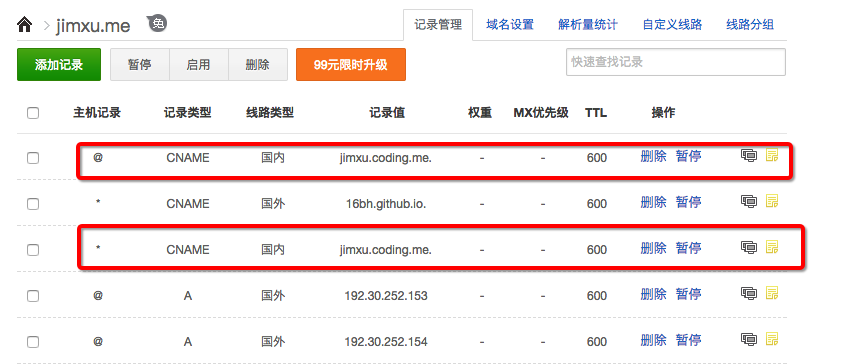 jimxu.me 免
记录管理 域名设置 解析量统计 自定义线路 线路分组
添加记录 暂停 启用 删除 99元限时升级 快速查找记录
主机记录 记录类型 线路类型 记录值 权重 MX优先级 TTL 操作
@ CNAME 国内 jimxu.coding.me. - - 600 删除 暂停
* CNAME 国外 16bh.github.io. - - 600 删除 暂停
* CNAME 国内 jimxu.coding.me. - - 600 删除 暂停
@ A 国外 192.30.252.153 - - 600 删除 暂停
@ A 国外 192.30.252.154 - - 600 删除 暂停